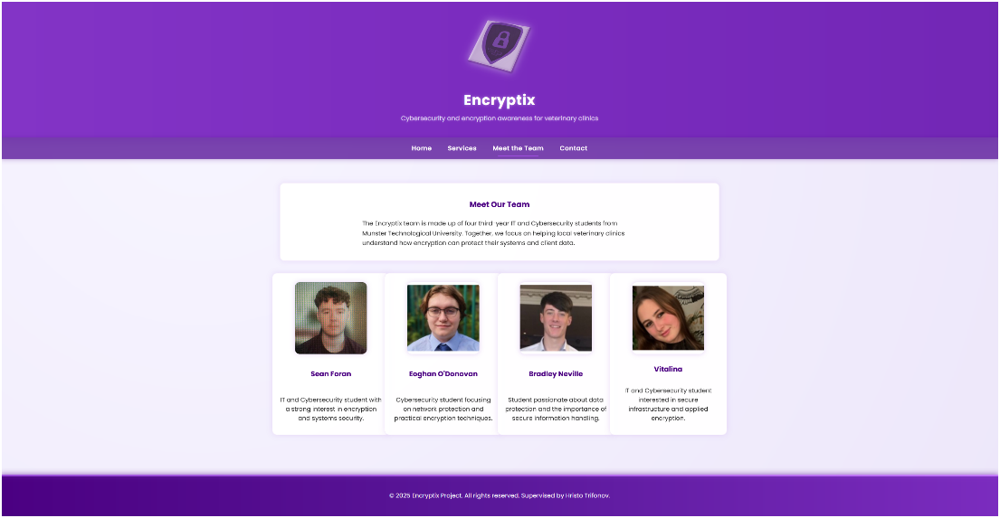 Encryptix
Cybersecurity and encryption awareness for veterinary clinics
Home Services Meet the Team Contact
Meet Our Team
The Encryptix team is made up of four third-year IT and Cybersecurity students from
Munster Technological University. Together, we focus on helping local veterinary clinics
understand how encryption can protect their systems and client data.
Sean Foran
IT and Cybersecurity student with
a strong interest in encryption
and systems security.
Eoghan O'Donovan
Cybersecurity student focusing
on network protection and
practical encryption techniques.
Bradley Neville
Student passionate about data
protection and the importance of
secure information handling.
Vitalina
IT and Cybersecurity student
interested in secure
infrastructure and applied
encryption.
© 2025 Encryptix Project. All rights reserved. Supervised by Hristo Trifonov.